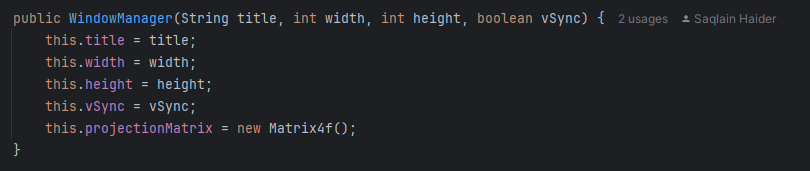 public WindowManager(String title, int width, int height, boolean vSync) { 2 usages Saqlain Haider
this.title = title;
this.width = width;
this.height = height;
this.vSync = vSync;
this.projectionMatrix = new Matrix4f();
}